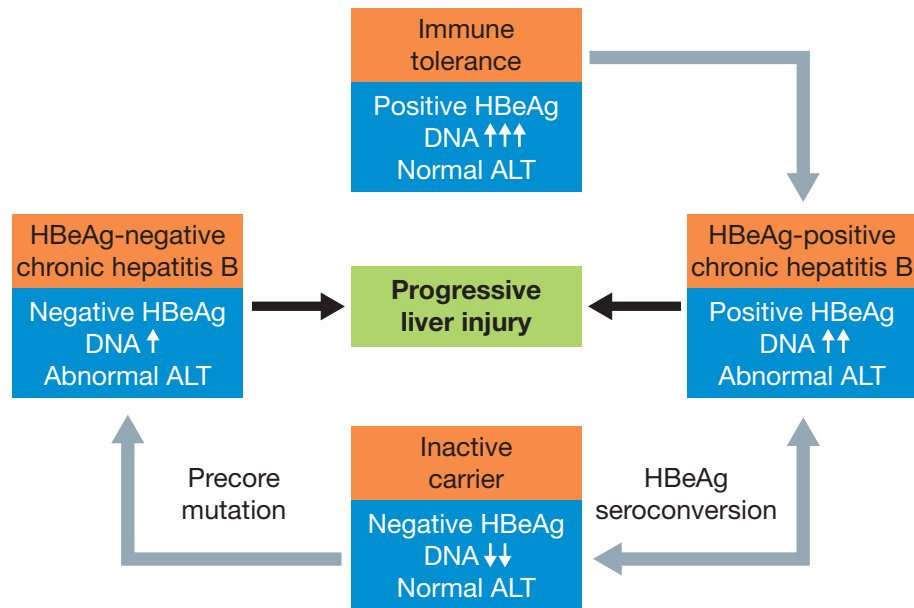 Immune
tolerance
Positive HBeAg
DNA ↑↑↑
Normal ALT
HBeAg-negative
chronic hepatitis B
Negative HBeAg
DNA ↑
Abnormal ALT
Progressive
liver injury
HBeAg-positive
chronic hepatitis B
Positive HBeAg
DNA ↑↑
Abnormal ALT
Precore
mutation
Inactive
carrier
Negative HBeAg
DNA ↓↓
Normal ALT
HBeAg
seroconversion